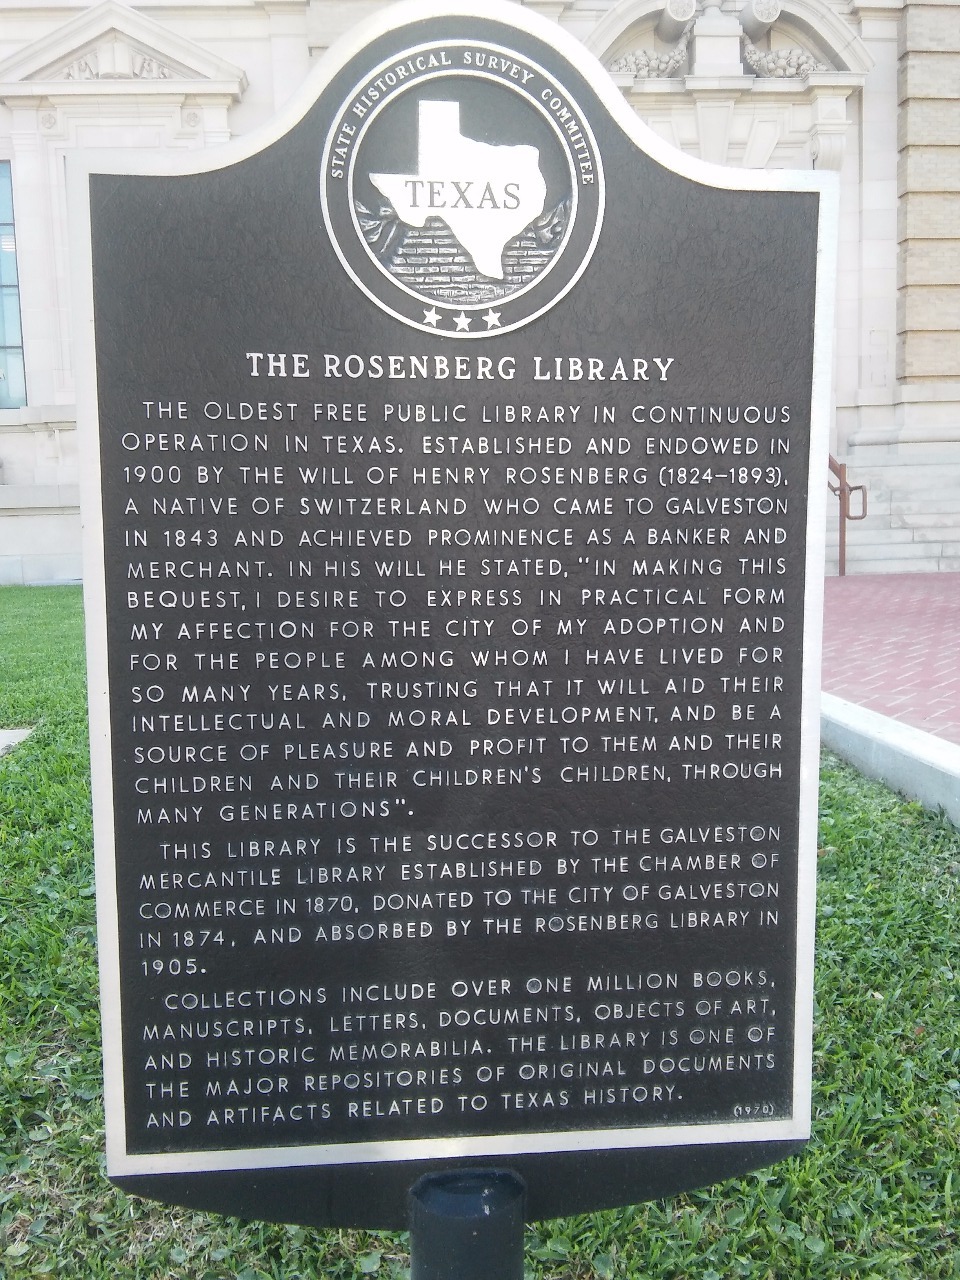 STATE HISTORICAL SURVEY COMMITTEE
TEXAS
THE ROSENBERG LIBRARY
THE OLDEST FREE PUBLIC LIBRARY IN CONTINUOUS
OPERATION IN TEXAS. ESTABLISHED AND ENDOWED IN
1900 BY THE WILL OF HENRY ROSENBERG (1824–1893),
A NATIVE OF SWITZERLAND WHO CAME TO GALVESTON
IN 1843 AND ACHIEVED PROMINENCE AS A BANKER AND
MERCHANT. IN HIS WILL HE STATED, "IN MAKING THIS
BEQUEST, I DESIRE TO EXPRESS IN PRACTICAL FORM
MY AFFECTION FOR THE CITY OF MY ADOPTION AND
FOR THE PEOPLE AMONG WHOM I HAVE LIVED FOR
SO MANY YEARS, TRUSTING THAT IT WILL AID THEIR
INTELLECTUAL AND MORAL DEVELOPMENT, AND BE A
SOURCE OF PLEASURE AND PROFIT TO THEM AND THEIR
CHILDREN AND THEIR CHILDREN'S CHILDREN, THROUGH
MANY GENERATIONS".
THIS LIBRARY IS THE SUCCESSOR TO THE GALVESTON
MERCANTILE LIBRARY ESTABLISHED BY THE CHAMBER OF
COMMERCE IN 1870, DONATED TO THE CITY OF GALVESTON
IN 1874, AND ABSORBED BY THE ROSENBERG LIBRARY IN
1905.
COLLECTIONS INCLUDE OVER ONE MILLION BOOKS,
MANUSCRIPTS, LETTERS, DOCUMENTS, OBJECTS OF ART,
AND HISTORIC MEMORABILIA. THE LIBRARY IS ONE OF
THE MAJOR REPOSITORIES OF ORIGINAL DOCUMENTS
AND ARTIFACTS RELATED TO TEXAS HISTORY.
(1970)